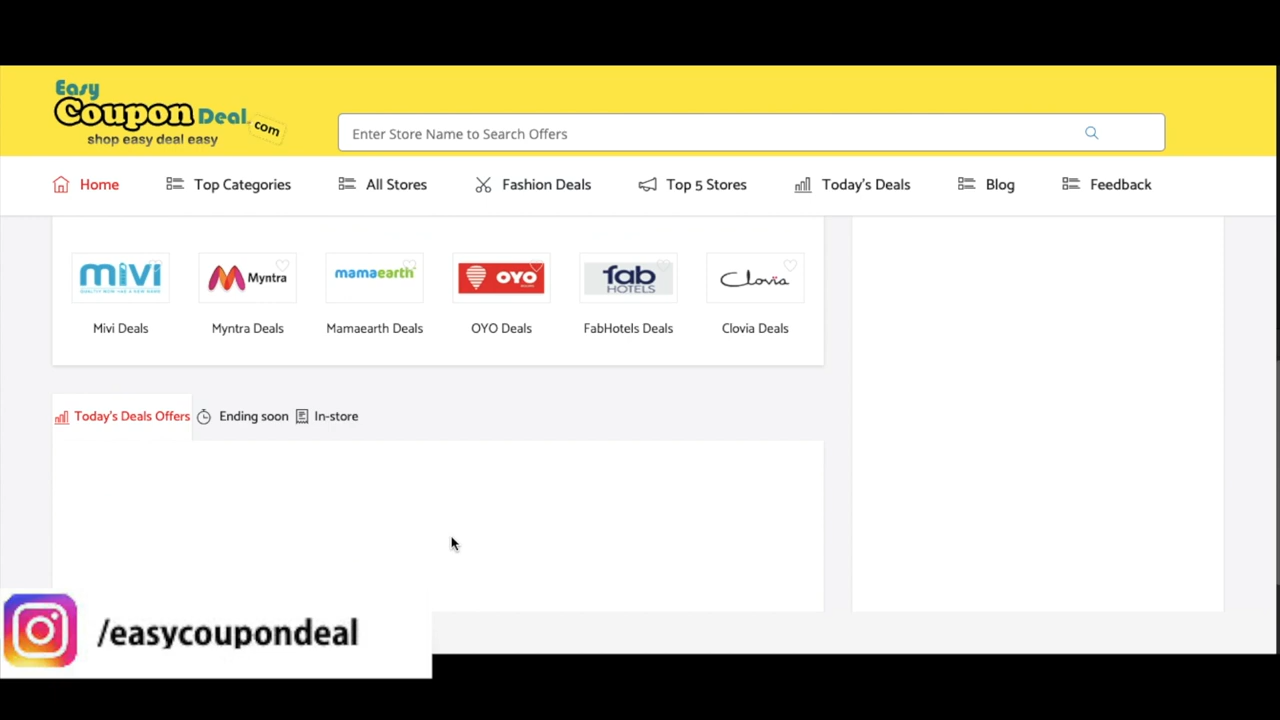 Easy
Coupon Deal .com
shop easy deal easy
Enter Store Name to Search Offers
Home Top Categories All Stores Fashion Deals Top 5 Stores Today's Deals Blog Feedback
mivi Myntra mamaearth OYO fab HOTELS Clovia
Mivi Deals Myntra Deals Mamaearth Deals OYO Deals FabHotels Deals Clovia Deals
Today's Deals Offers Ending soon In-store
/easycoupondeal